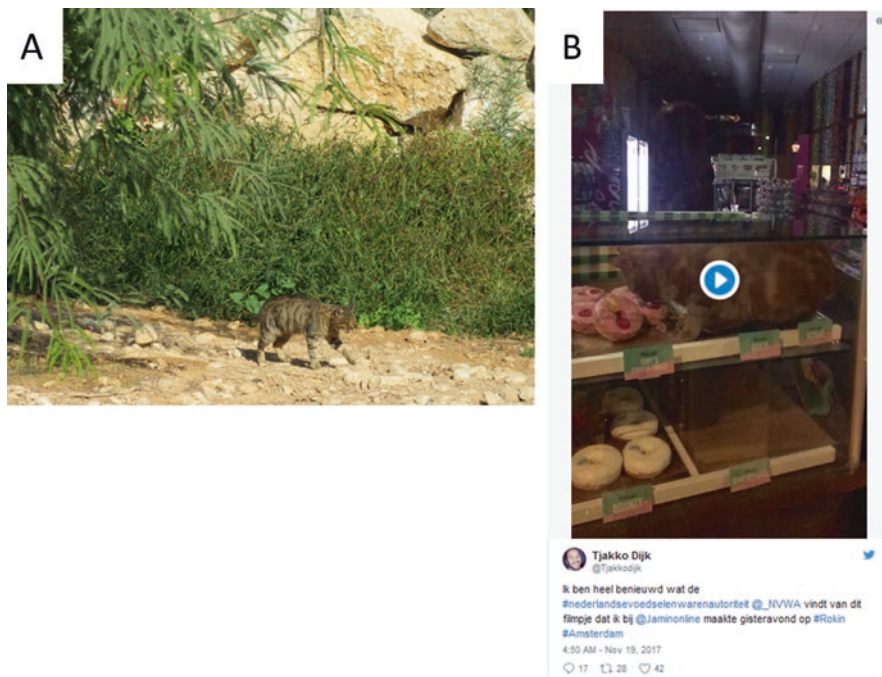 A
B
Tjakko Dijk
@Tjakkodijk
Ik ben heel benieuwd wat de
#nederlandsevoedselenwarenautoriteit @_NVWA vindt van dit
filmpje dat ik bij @Jaminonline maakte gisteravond op #Rokin
#Amsterdam
4:50 AM - Nov 19, 2017
17 28 42